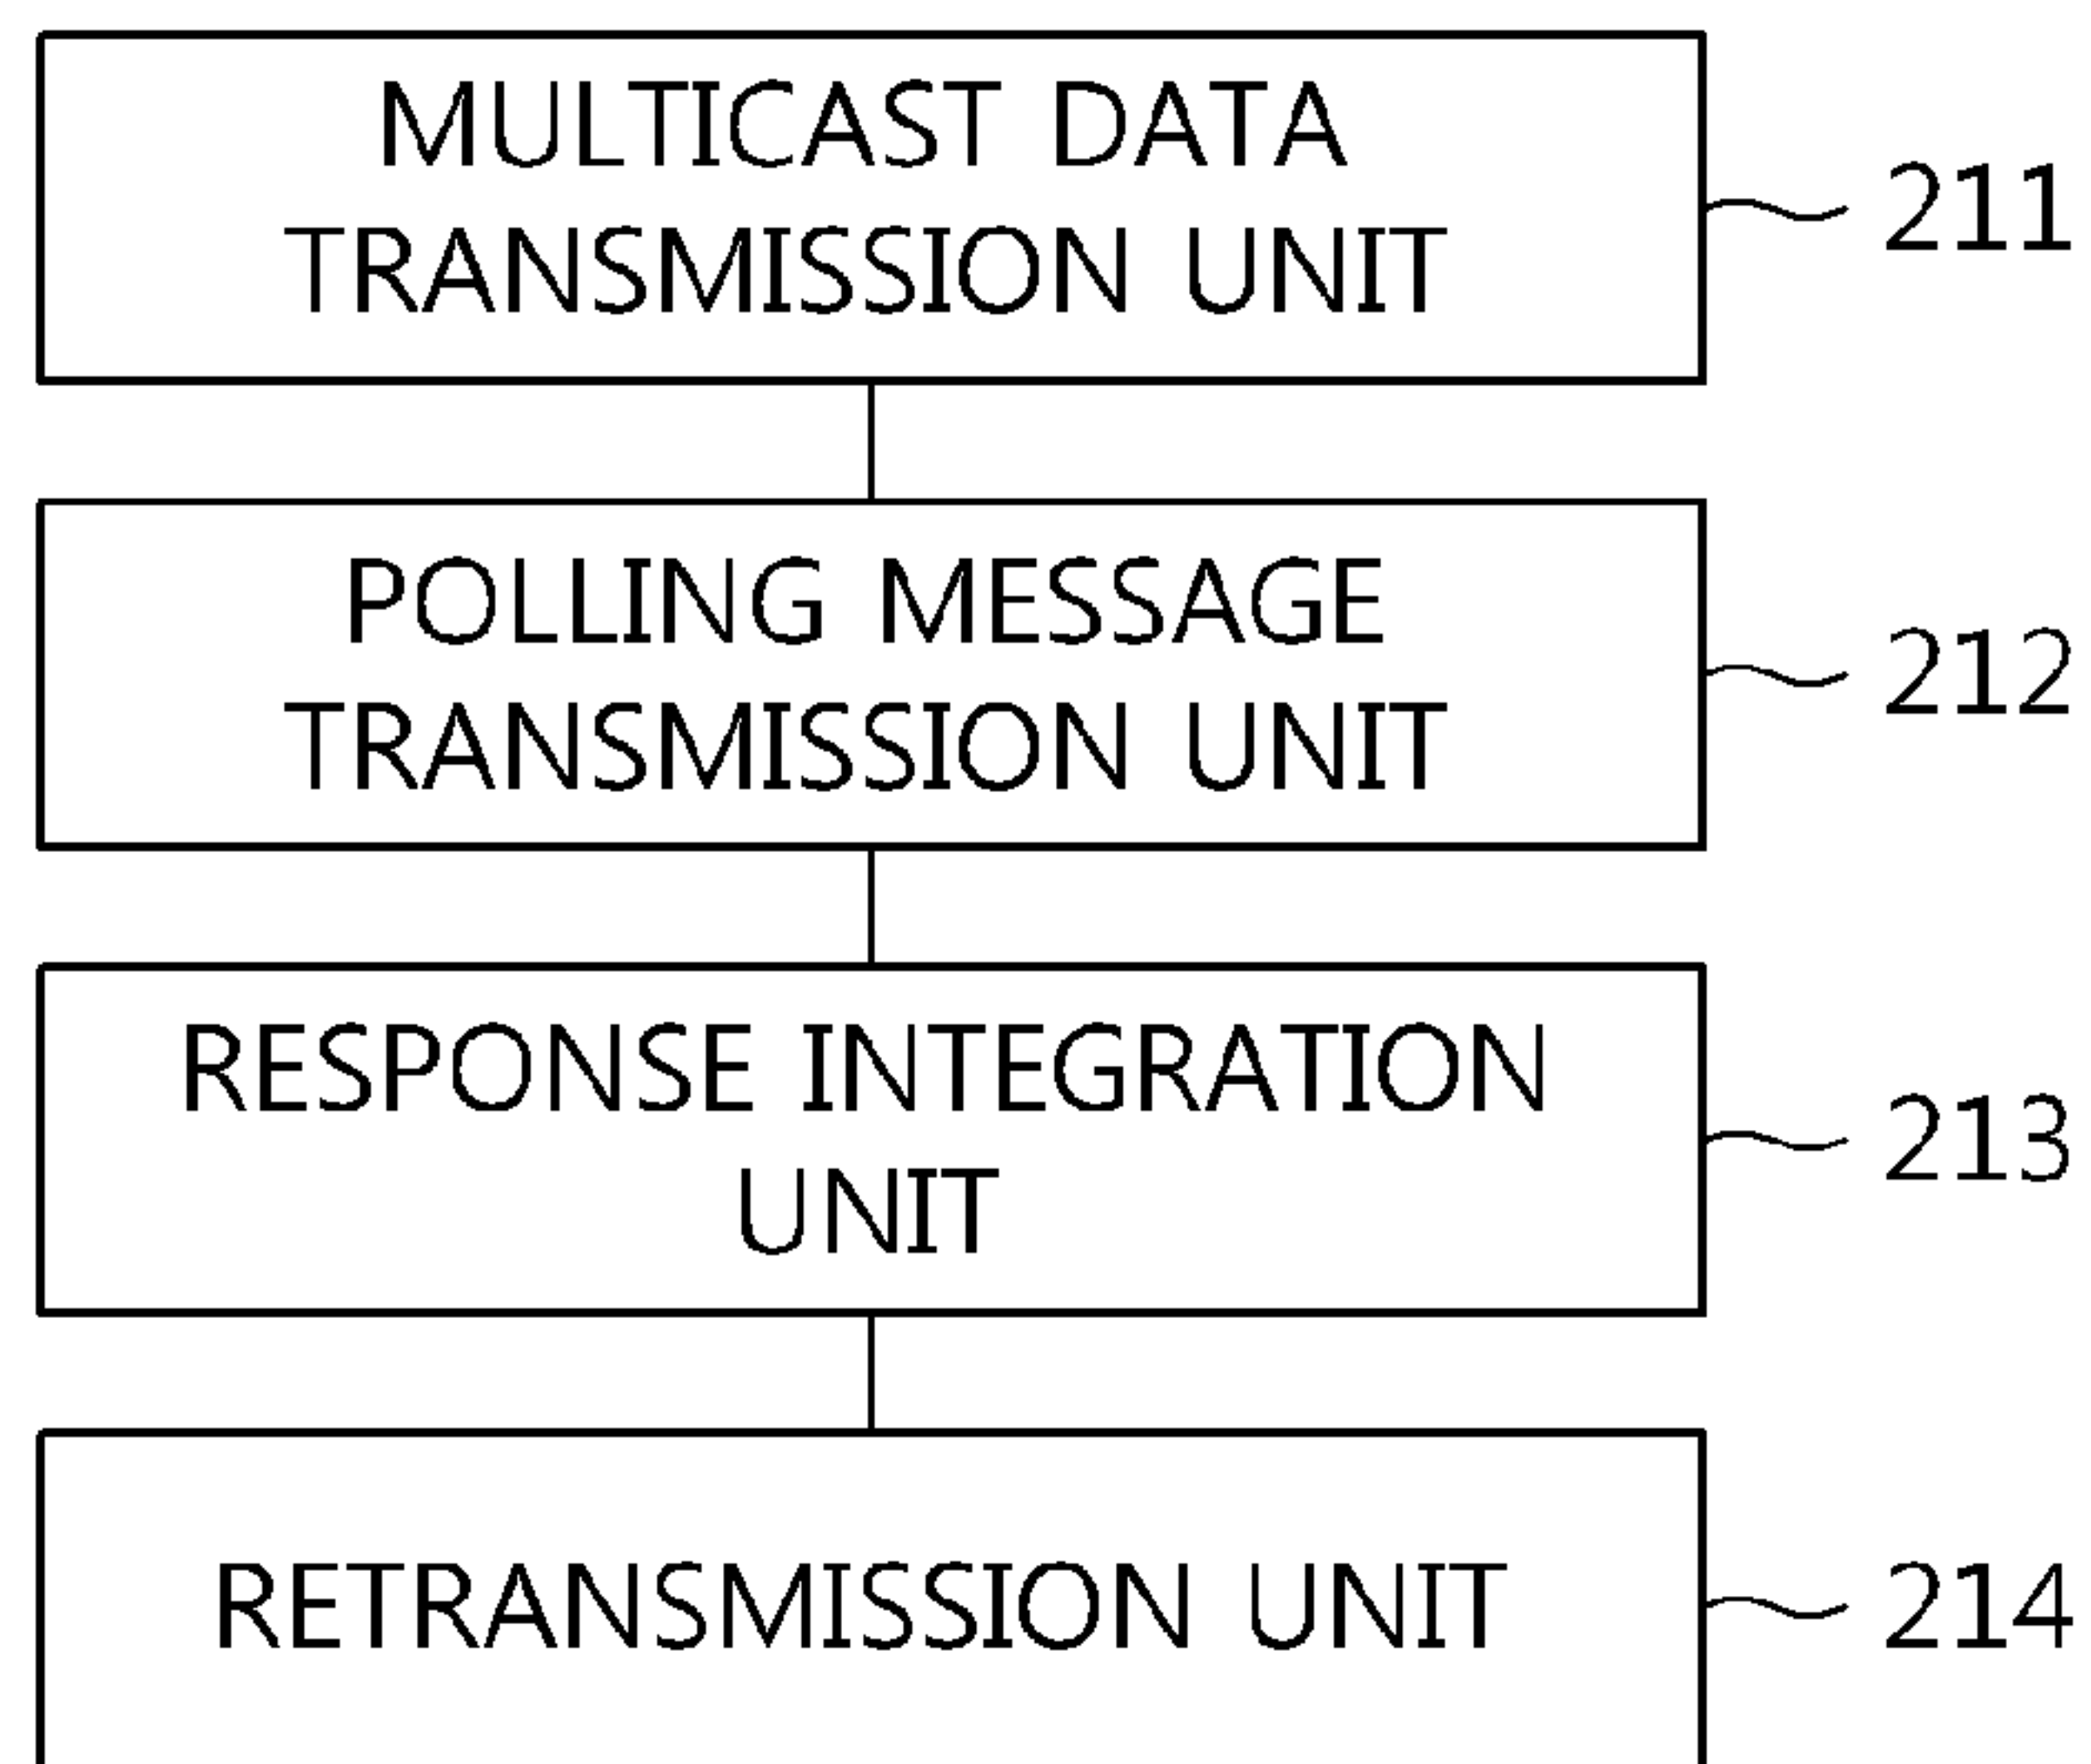 MULTICAST DATA
TRANSMISSION UNIT
211
POLLING MESSAGE
TRANSMISSION UNIT
212
RESPONSE INTEGRATION
UNIT
213
RETRANSMISSION UNIT
214